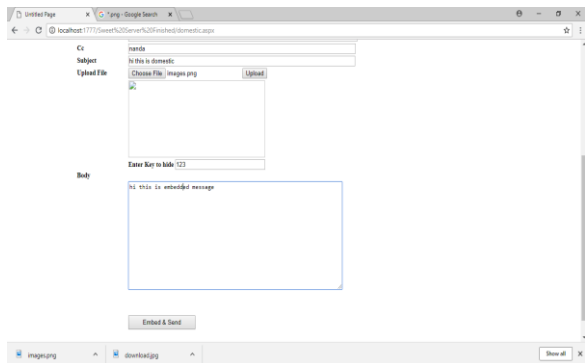 Untitled Page
*.png - Google Search
localhost:1777/Sweet%20Server%20Finished/domestic.aspx
Cc nanda
Subject hi this is domestic
Upload File Choose File images.png Upload
Enter Key to hide 123
Body
hi this is embedded message
Embed & Send
images.png download.jpg Show all